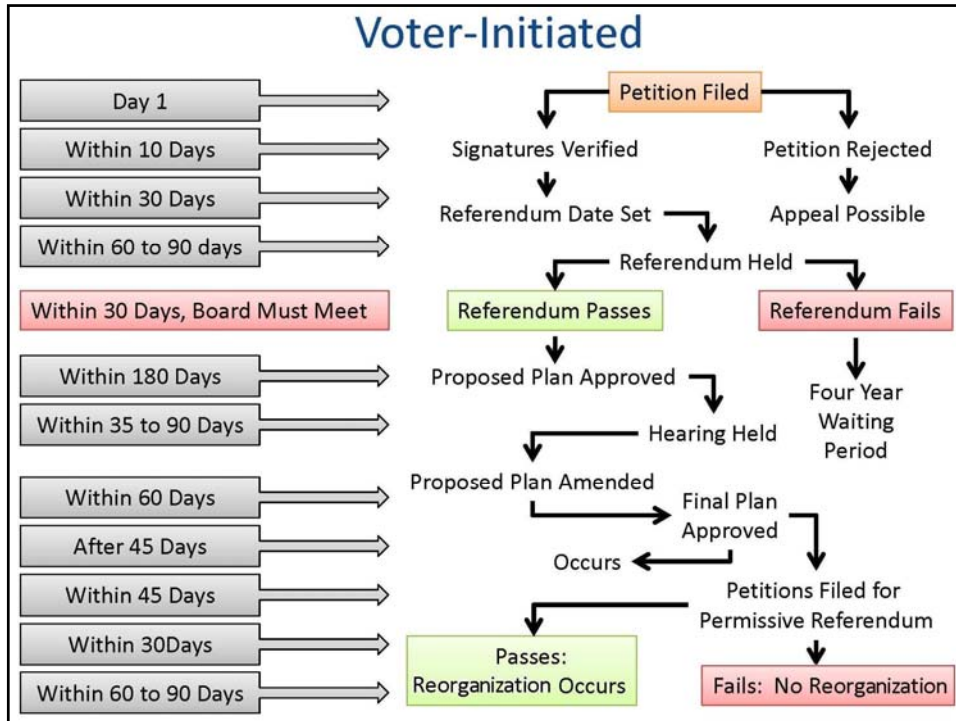 Voter-Initiated
Day 1
Petition Filed
Within 10 Days
Signatures Verified
Petition Rejected
Within 30 Days
Referendum Date Set
Appeal Possible
Within 60 to 90 days
Referendum Held
Within 30 Days, Board Must Meet
Referendum Passes
Referendum Fails
Within 180 Days
Proposed Plan Approved
Four Year
Waiting
Period
Within 35 to 90 Days
Hearing Held
Proposed Plan Amended
Within 60 Days
Final Plan
Approved
After 45 Days
Occurs
Within 45 Days
Petitions Filed for
Permissive Referendum
Within 30Days
Passes:
Reorganization Occurs
Within 60 to 90 Days
Fails: No Reorganization